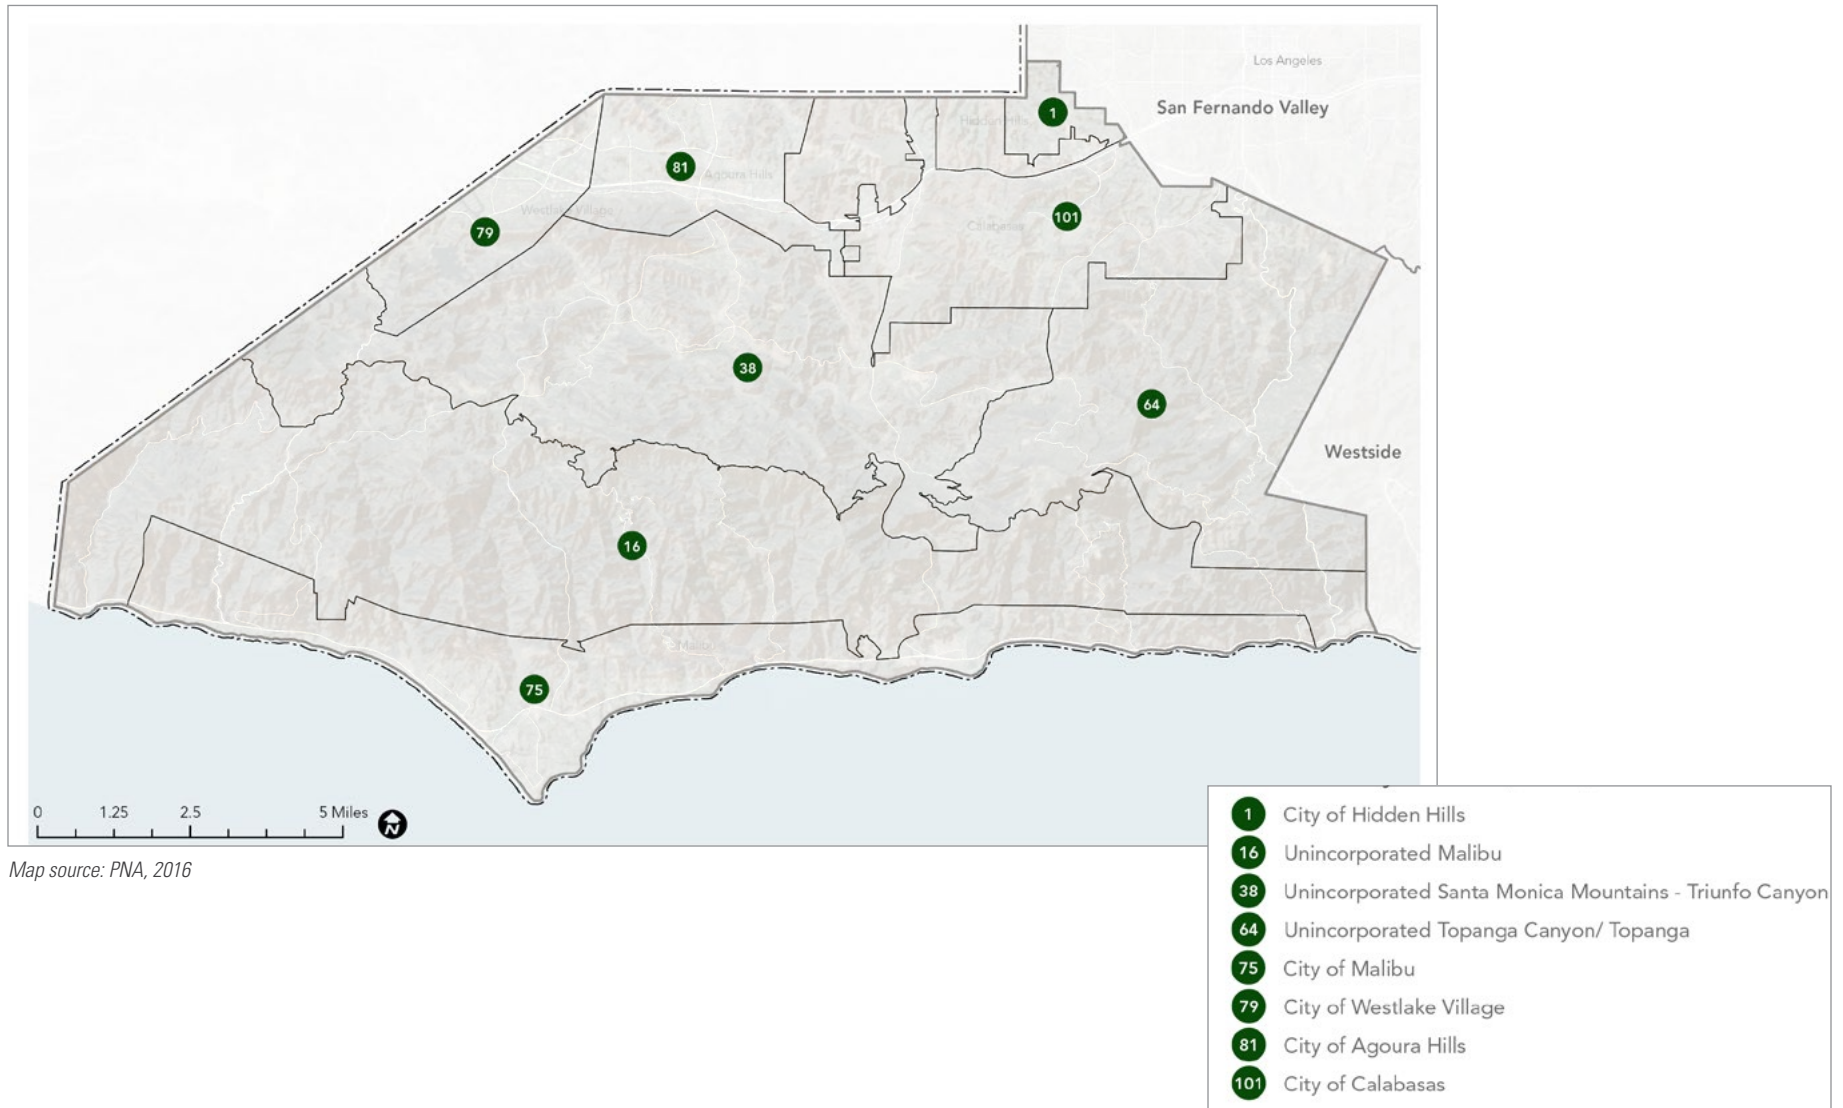 Los Angeles
San Fernando Valley
1
Hidden Hills
81
Agoura Hills
Westlake Village
79
101
Calabasas
38
64
Westside
16
Malibu
75
0 1.25 2.5 5 Miles
N
Map source: PNA, 2016
1 City of Hidden Hills
16 Unincorporated Malibu
38 Unincorporated Santa Monica Mountains - Triunfo Canyon
64 Unincorporated Topanga Canyon/ Topanga
75 City of Malibu
79 City of Westlake Village
81 City of Agoura Hills
101 City of Calabasas